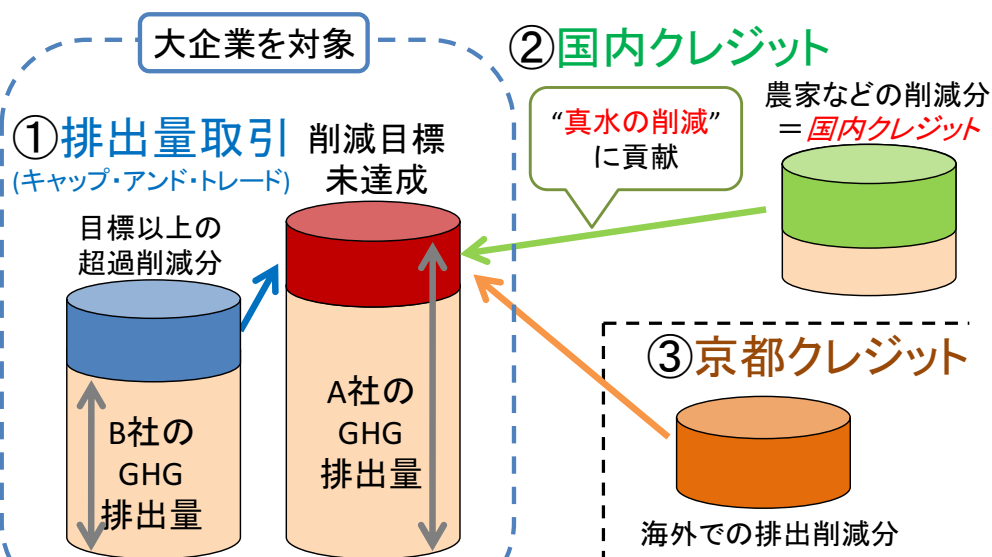 大企業を対象
①排出量取引
(キャップ・アンド・トレード)
削減目標
未達成
目標以上の
超過削減分
B社の
GHG
排出量
A社の
GHG
排出量
②国内クレジット
“真水の削減”
に貢献
農家などの削減分
＝国内クレジット
③京都クレジット
海外での排出削減分